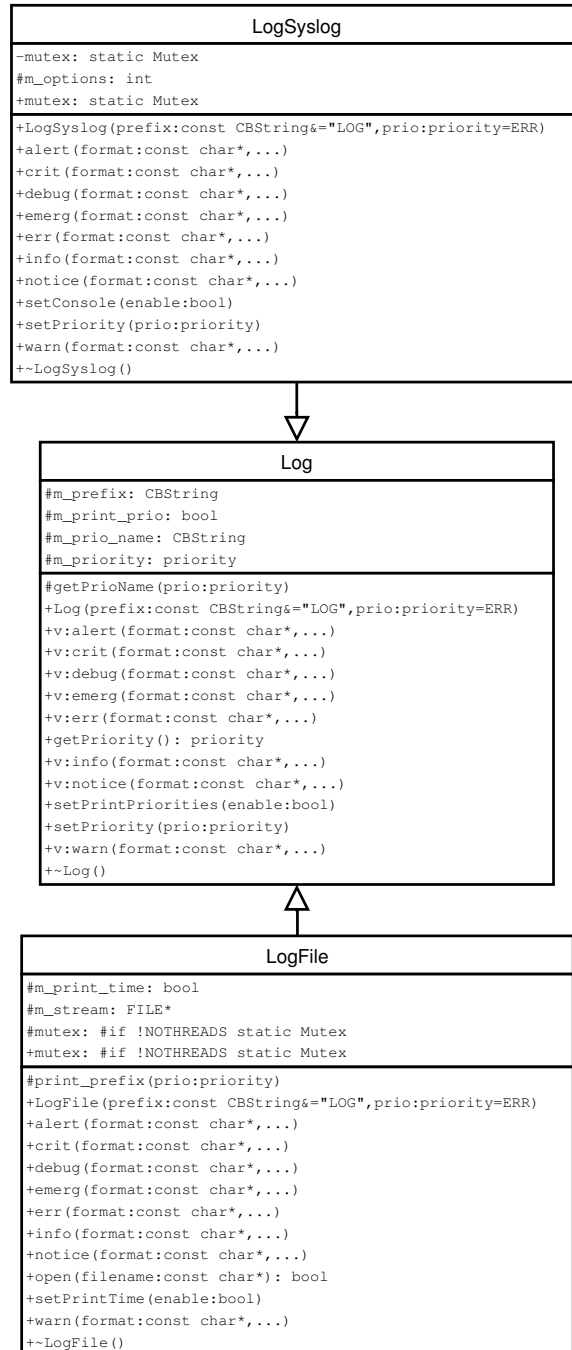 LogSyslog
-mutex: static Mutex
#m_options: int
+mutex: static Mutex
+LogSyslog(prefix:const CBString&="LOG",prio:priority=ERR)
+alert(format:const char*,...)
+crit(format:const char*,...)
+debug(format:const char*,...)
+emerg(format:const char*,...)
+err(format:const char*,...)
+info(format:const char*,...)
+notice(format:const char*,...)
+setConsole(enable:bool)
+setPriority(prio:priority)
+warn(format:const char*,...)
+~LogSyslog()
Log
#m_prefix: CBString
#m_print_prio: bool
#m_prio_name: CBString
#m_priority: priority
#getPrioName(prio:priority)
+Log(prefix:const CBString&="LOG",prio:priority=ERR)
+v:alert(format:const char*,...)
+v:crit(format:const char*,...)
+v:debug(format:const char*,...)
+v:emerg(format:const char*,...)
+v:err(format:const char*,...)
+getPriority(): priority
+v:info(format:const char*,...)
+v:notice(format:const char*,...)
+setPrintPriorities(enable:bool)
+setPriority(prio:priority)
+v:warn(format:const char*,...)
+~Log()
LogFile
#m_print_time: bool
#m_stream: FILE*
#mutex: #if !NOTHREADS static Mutex
+mutex: #if !NOTHREADS static Mutex
#print_prefix(prio:priority)
+LogFile(prefix:const CBString&="LOG",prio:priority=ERR)
+alert(format:const char*,...)
+crit(format:const char*,...)
+debug(format:const char*,...)
+emerg(format:const char*,...)
+err(format:const char*,...)
+info(format:const char*,...)
+notice(format:const char*,...)
+open(filename:const char*): bool
+setPrintTime(enable:bool)
+warn(format:const char*,...)
+~LogFile()